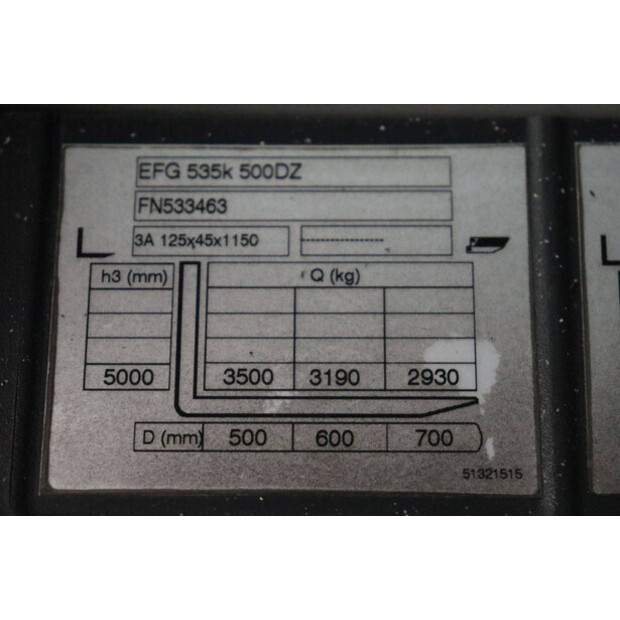 EFG 535k 500DZ
FN533463
3A 125x45x1150 ---------------
h3 (mm) Q (kg)
5000 3500 3190 2930
D (mm) 500 600 700
51321515